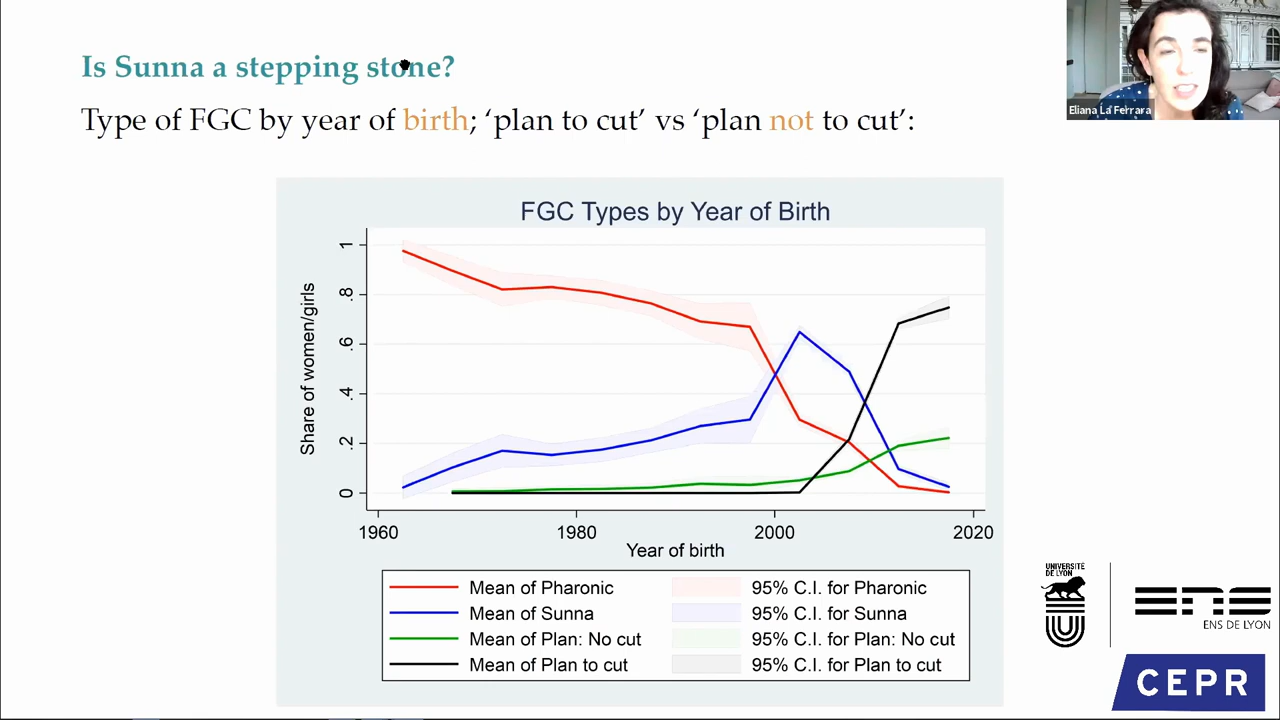 Is Sunna a stepping stone?
Type of FGC by year of birth; ‘plan to cut’ vs ‘plan not to cut’:
Eliana La Ferrara
FGC Types by Year of Birth
Share of women/girls
1
.8
.6
.4
.2
0
1960 1980 2000 2020
Year of birth
Mean of Pharonic 95% C.I. for Pharonic
Mean of Sunna 95% C.I. for Sunna
Mean of Plan: No cut 95% C.I. for Plan: No cut
Mean of Plan to cut 95% C.I. for Plan to cut
UNIVERSITE
DE LYON
ENS
ENS DE LYON
CEPR